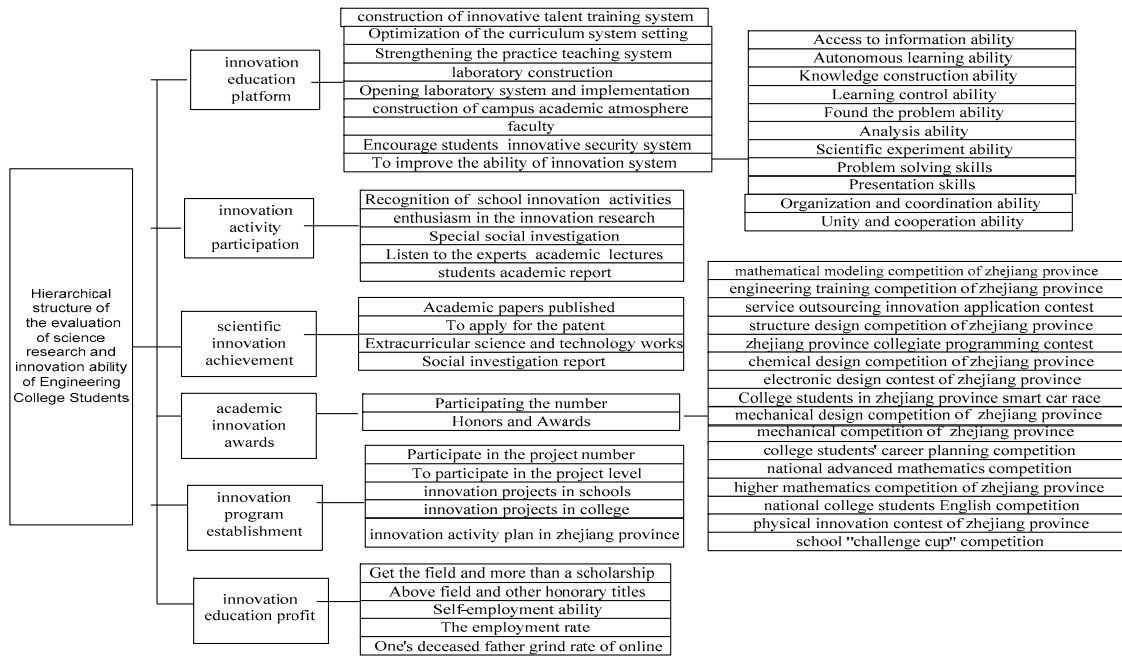 Hierarchical
structure of
the evaluation
of science
research and
innovation ability
of Engineering
College Students
innovation
education
platform
construction of innovative talent training system
Optimization of the curriculum system setting
Strengthening the practice teaching system
laboratory construction
Opening laboratory system and implementation
construction of campus academic atmosphere
faculty
Encourage students innovative security system
To improve the ability of innovation system
Access to information ability
Autonomous learning ability
Knowledge construction ability
Learning control ability
Found the problem ability
Analysis ability
Scientific experiment ability
Problem solving skills
Presentation skills
Organization and coordination ability
Unity and cooperation ability
innovation
activity
participation
Recognition of school innovation activities
enthusiasm in the innovation research
Special social investigation
Listen to the experts academic lectures
students academic report
scientific
innovation
achievement
Academic papers published
To apply for the patent
Extracurricular science and technology works
Social investigation report
academic
innovation
awards
Participating the number
Honors and Awards
mathematical modeling competition of zhejiang province
engineering training competition of zhejiang province
service outsourcing innovation application contest
structure design competition of zhejiang province
zhejiang province collegiate programming contest
chemical design competition of zhejiang province
electronic design contest of zhejiang province
College students in zhejiang province smart car race
mechanical design competition of zhejiang province
mechanical competition of zhejiang province
college students' career planning competition
national advanced mathematics competition
higher mathematics competition of zhejiang province
national college students English competition
physical innovation contest of zhejiang province
school "challenge cup" competition
innovation
program
establishment
Participate in the project number
To participate in the project level
innovation projects in schools
innovation projects in college
innovation activity plan in zhejiang province
innovation
education profit
Get the field and more than a scholarship
Above field and other honorary titles
Self-employment ability
The employment rate
One's deceased father grind rate of online